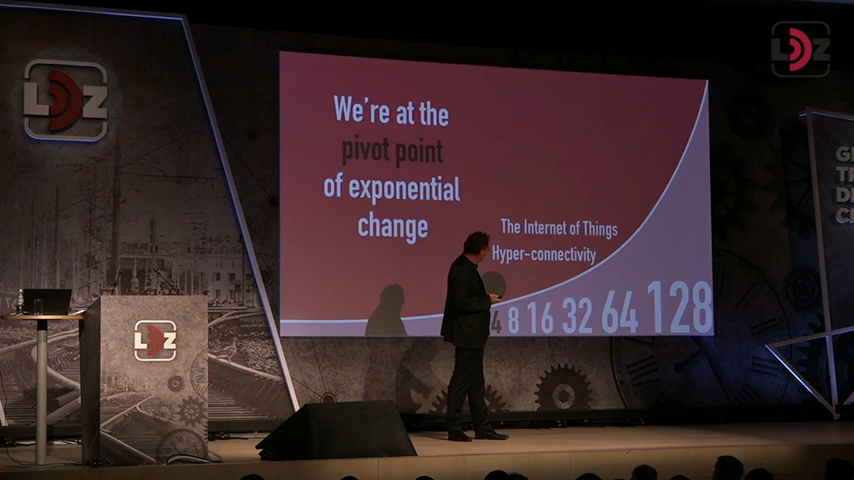 LDZ
LDZ
We're at the
pivot point
of exponential
change
The Internet of Things
Hyper-connectivity
4 8 16 32 64 128
LDZ